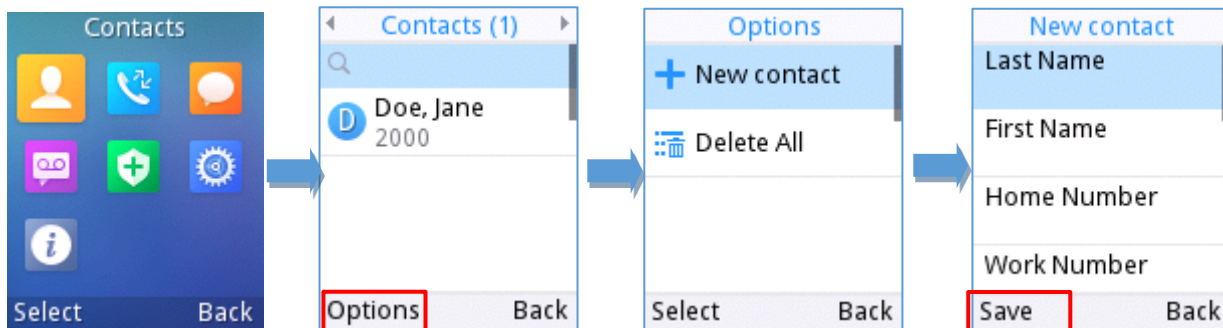 Contacts
Select Back
Contacts (1)
D
Doe, Jane
2000
Options Back
Options
New contact
Delete All
Select Back
New contact
Last Name
First Name
Home Number
Work Number
Save Back